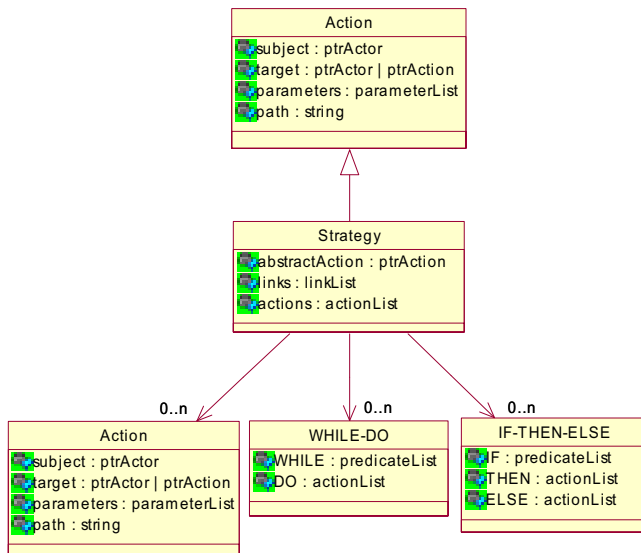 Action
subject : ptrActor
target : ptrActor | ptrAction
parameters : parameterList
path : string
Strategy
abstractAction : ptrAction
links : linkList
actions : actionList
0..n
0..n
0..n
Action
subject : ptrActor
target : ptrActor | ptrAction
parameters : parameterList
path : string
WHILE-DO
WHILE : predicateList
DO : actionList
IF-THEN-ELSE
IF : predicateList
THEN : actionList
ELSE : actionList